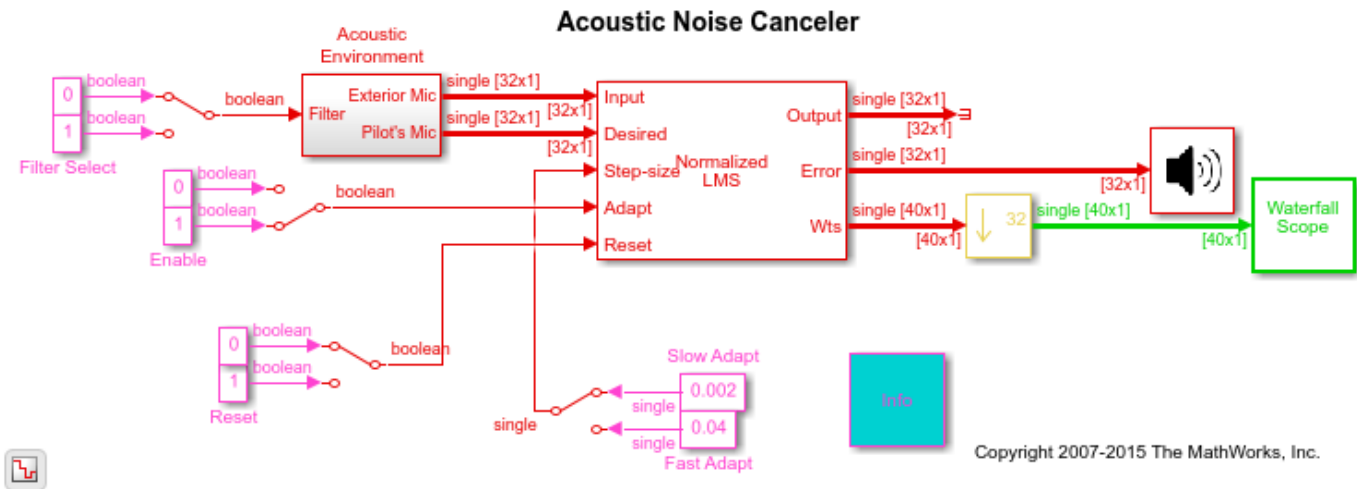 Acoustic Noise Canceler
Acoustic
Environment
boolean
0
boolean
1
Filter Select
boolean
Filter
Exterior Mic
Pilot's Mic
single [32x1]
[32x1]
single [32x1]
[32x1]
Input
Desired
Step-size
Adapt
Reset
Normalized
LMS
Output
Error
Wts
single [32x1]
[32x1]
single [32x1]
[32x1]
single [40x1]
[40x1]
32
single [40x1]
[40x1]
Waterfall
Scope
boolean
0
boolean
1
Enable
boolean
boolean
0
boolean
1
Reset
boolean
Slow Adapt
0.002
single
0.04
single
Fast Adapt
single
Info
Copyright 2007-2015 The MathWorks, Inc.